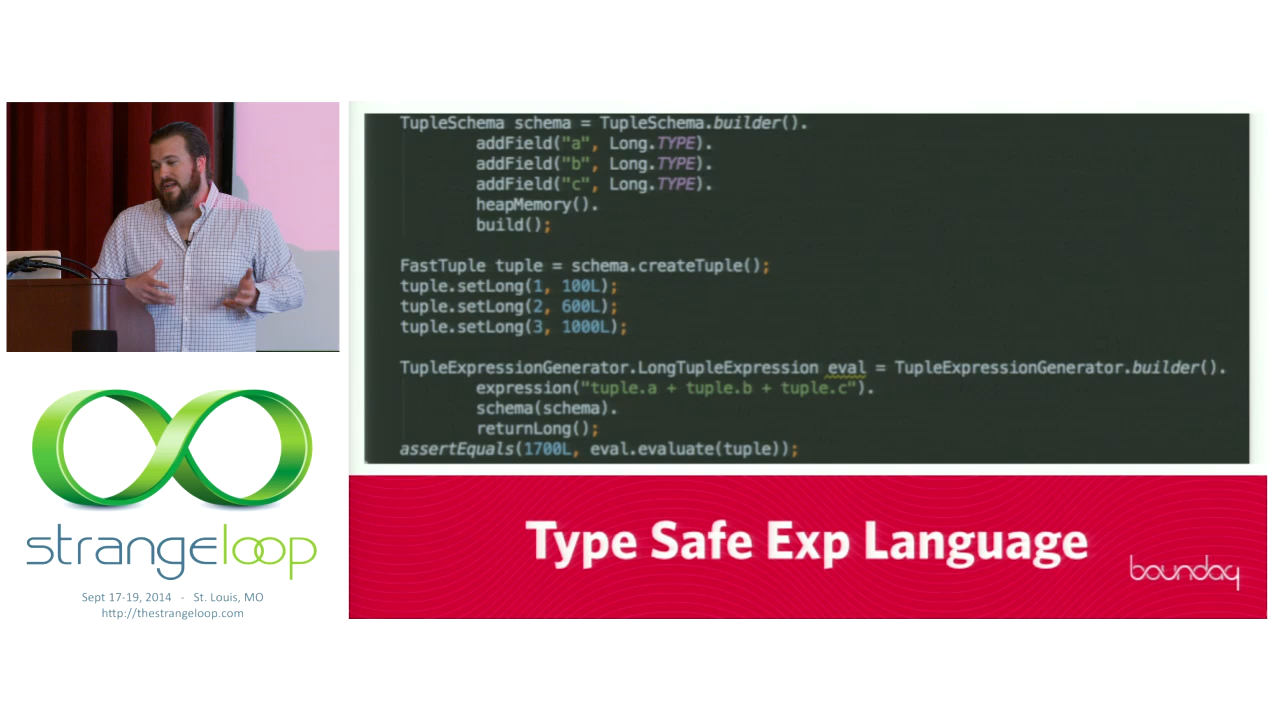 TupleSchema schema = TupleSchema.builder().
addField("a", Long.TYPE).
addField("b", Long.TYPE).
addField("c", Long.TYPE).
heapMemory().
build();
FastTuple tuple = schema.createTuple();
tuple.setLong(1, 100L);
tuple.setLong(2, 600L);
tuple.setLong(3, 1000L);
TupleExpressionGenerator.LongTupleExpression eval = TupleExpressionGenerator.builder().
expression("tuple.a + tuple.b + tuple.c").
schema(schema).
returnLong();
assertEquals(1700L, eval.evaluate(tuple));
Type Safe Exp Language
boundary
strangeloop
Sept 17-19, 2014 - St. Louis, MO
http://thestrangeloop.com